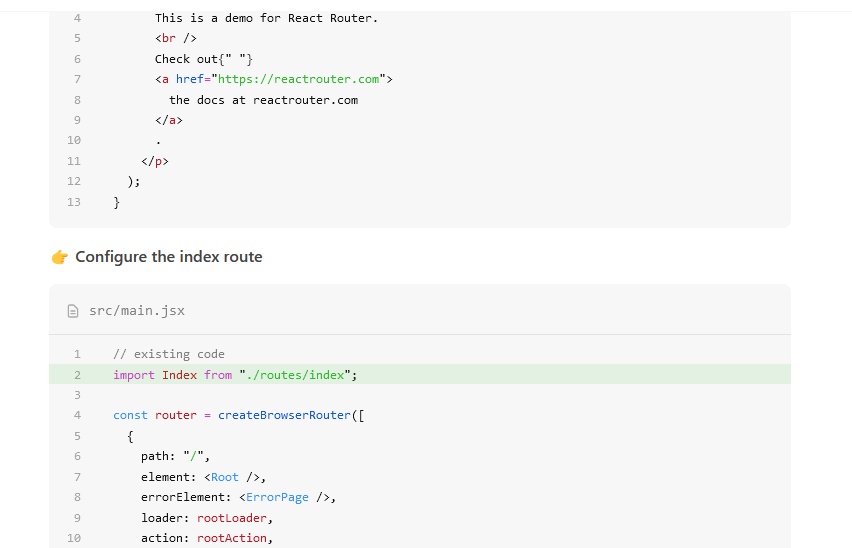 4 This is a demo for React Router.
5 <br />
6 Check out{" "}
7 <a href="https://reactrouter.com">
8 the docs at reactrouter.com
9 </a>
10 .
11 </p>
12 );
13 }
👉 Configure the index route
src/main.jsx
1 // existing code
2 import Index from "./routes/index";
3
4 const router = createBrowserRouter([
5 {
6 path: "/",
7 element: <Root />,
8 errorElement: <ErrorPage />,
9 loader: rootLoader,
10 action: rootAction,